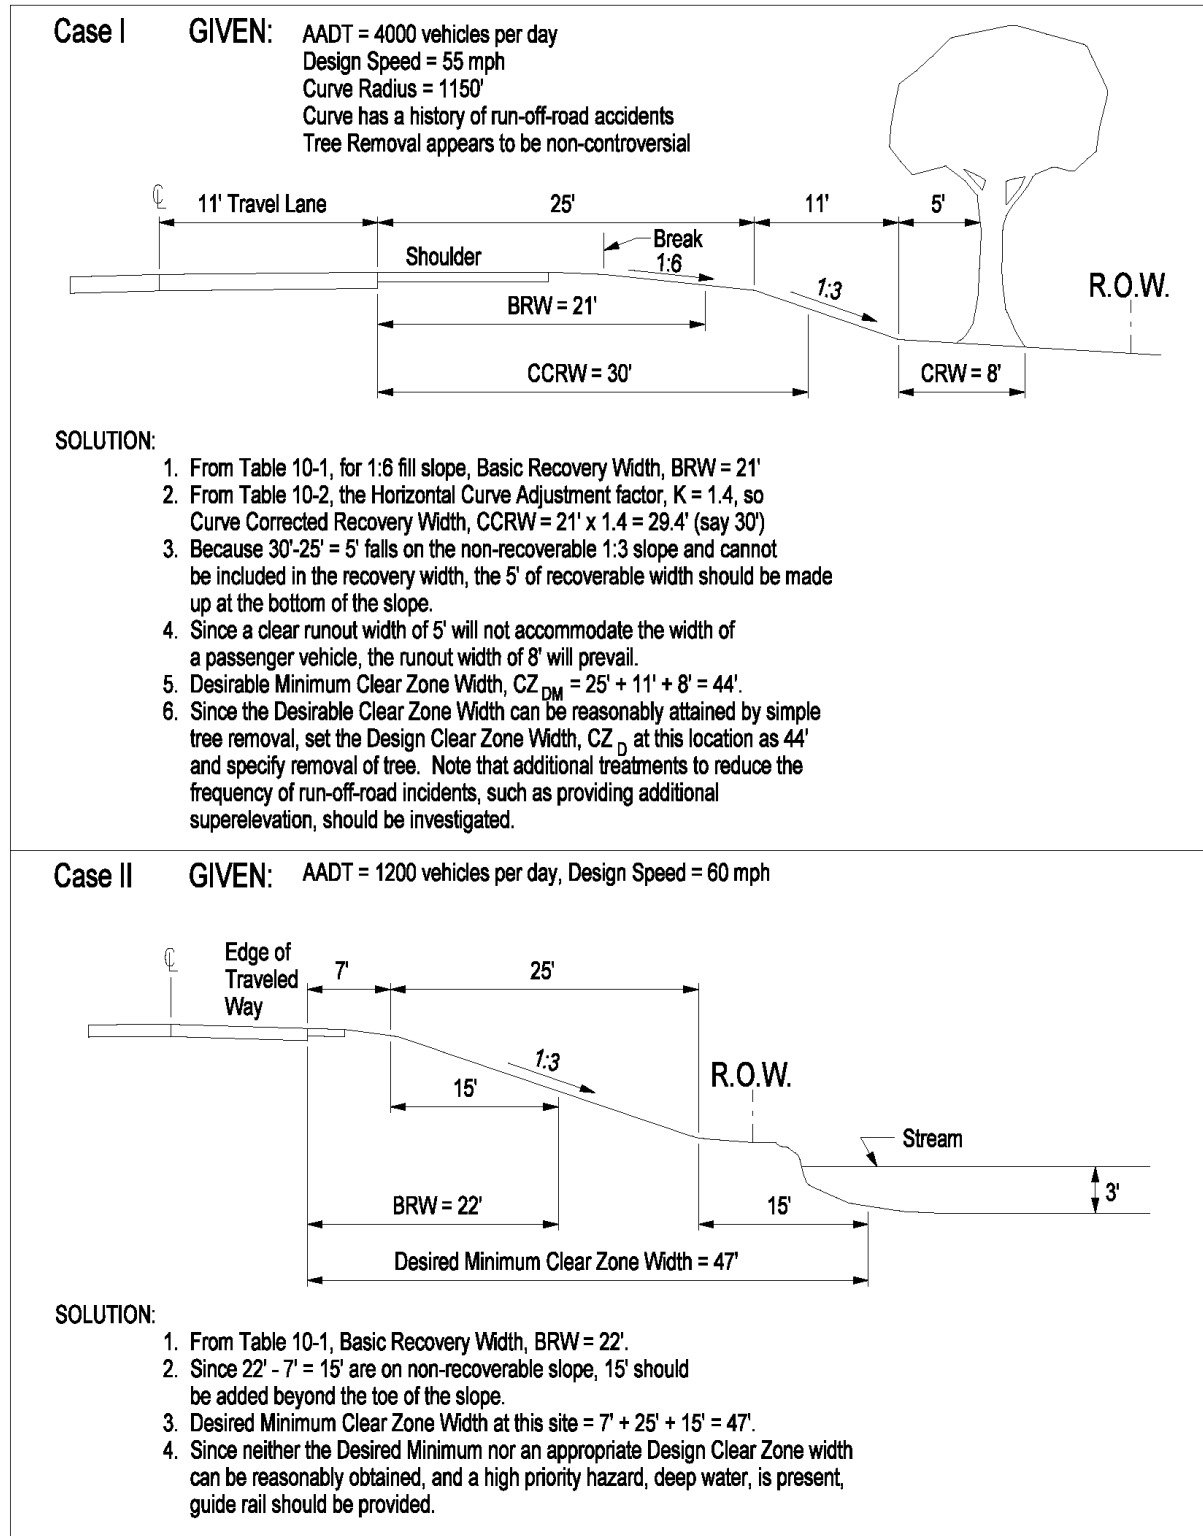 Case I GIVEN: AADT = 4000 vehicles per day
Design Speed = 55 mph
Curve Radius = 1150'
Curve has a history of run-off-road accidents
Tree Removal appears to be non-controversial
℄
11' Travel Lane
25'
11'
5'
Shoulder
Break
1:6
1:3
R.O.W.
BRW = 21'
CCRW = 30'
CRW = 8'
SOLUTION:
1. From Table 10-1, for 1:6 fill slope, Basic Recovery Width, BRW = 21'
2. From Table 10-2, the Horizontal Curve Adjustment factor, K = 1.4, so
Curve Corrected Recovery Width, CCRW = 21' x 1.4 = 29.4' (say 30')
3. Because 30'-25' = 5' falls on the non-recoverable 1:3 slope and cannot
be included in the recovery width, the 5' of recoverable width should be made
up at the bottom of the slope.
4. Since a clear runout width of 5' will not accommodate the width of
a passenger vehicle, the runout width of 8' will prevail.
5. Desirable Minimum Clear Zone Width, CZ DM = 25' + 11' + 8' = 44'.
6. Since the Desirable Clear Zone Width can be reasonably attained by simple
tree removal, set the Design Clear Zone Width, CZ D at this location as 44'
and specify removal of tree. Note that additional treatments to reduce the
frequency of run-off-road incidents, such as providing additional
superelevation, should be investigated.
Case II GIVEN: AADT = 1200 vehicles per day, Design Speed = 60 mph
℄
Edge of
Traveled
Way
7'
25'
1:3
15'
R.O.W.
Stream
3'
BRW = 22'
15'
Desired Minimum Clear Zone Width = 47'
SOLUTION:
1. From Table 10-1, Basic Recovery Width, BRW = 22'.
2. Since 22' - 7' = 15' are on non-recoverable slope, 15' should
be added beyond the toe of the slope.
3. Desired Minimum Clear Zone Width at this site = 7' + 25' + 15' = 47'.
4. Since neither the Desired Minimum nor an appropriate Design Clear Zone width
can be reasonably obtained, and a high priority hazard, deep water, is present,
guide rail should be provided.